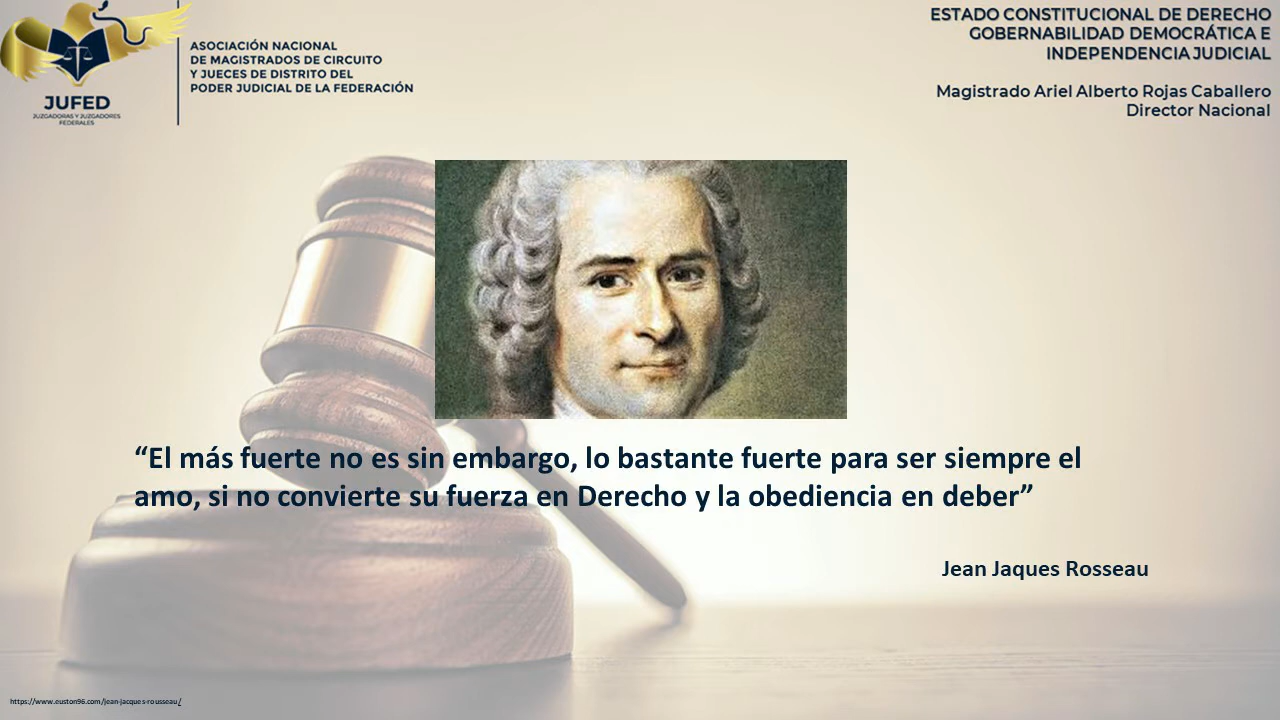 JUFED
JUZGADORAS Y JUZGADORES
FEDERALES
ASOCIACIÓN NACIONAL
DE MAGISTRADOS DE CIRCUITO
Y JUECES DE DISTRITO DEL
PODER JUDICIAL DE LA FEDERACIÓN
ESTADO CONSTITUCIONAL DE DERECHO
GOBERNABILIDAD DEMOCRÁTICA E
INDEPENDENCIA JUDICIAL
Magistrado Ariel Alberto Rojas Caballero
Director Nacional
“El más fuerte no es sin embargo, lo bastante fuerte para ser siempre el
amo, si no convierte su fuerza en Derecho y la obediencia en deber”
Jean Jaques Rosseau
https://www.euston96.com/jean-jacques-rousseau/